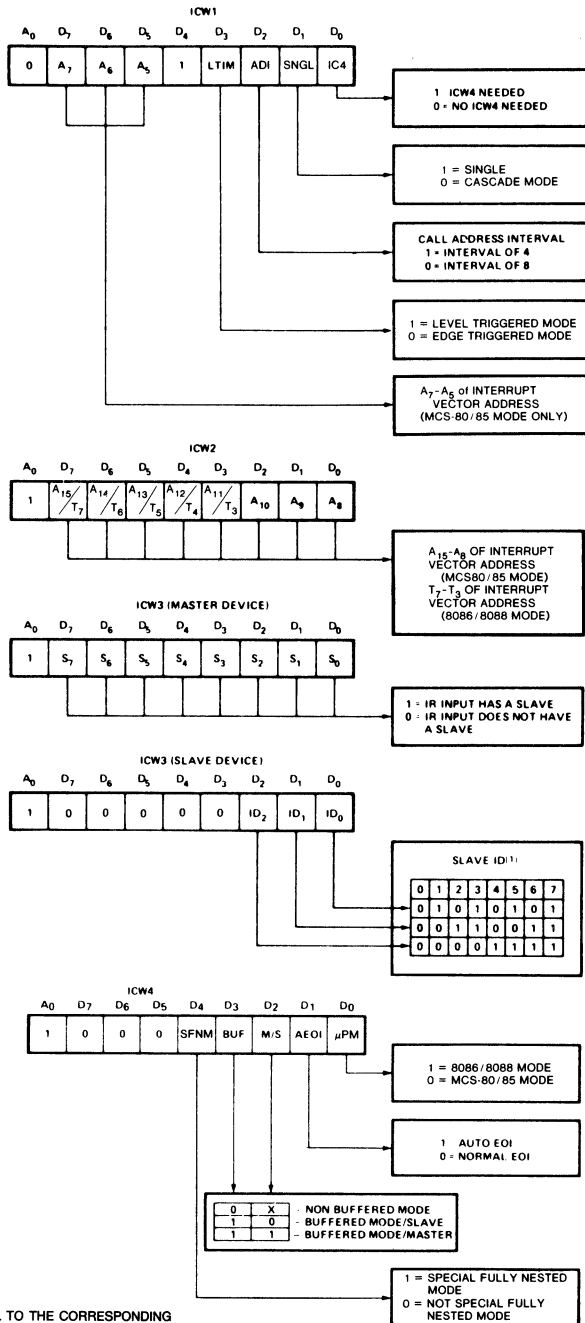 ICW1
A0 D7 D6 D5 D4 D3 D2 D1 D0
0 A7 A6 A5 1 LTIM ADI SNGL IC4
1 ICW4 NEEDED
0 = NO ICW4 NEEDED
1 = SINGLE
0 = CASCADE MODE
CALL ADDRESS INTERVAL
1 = INTERVAL OF 4
0 = INTERVAL OF 8
1 = LEVEL TRIGGERED MODE
0 = EDGE TRIGGERED MODE
A7-A5 of INTERRUPT
VECTOR ADDRESS
(MCS-80/85 MODE ONLY)
ICW2
A0 D7 D6 D5 D4 D3 D2 D1 D0
1 A15/T7 A14/T6 A13/T5 A12/T4 A11/T3 A10 A9 A8
A15-A8 OF INTERRUPT
VECTOR ADDRESS
(MCS80/85 MODE)
T7-T3 OF INTERRUPT
VECTOR ADDRESS
(8086/8088 MODE)
ICW3 (MASTER DEVICE)
A0 D7 D6 D5 D4 D3 D2 D1 D0
1 S7 S6 S5 S4 S3 S2 S1 S0
1 = IR INPUT HAS A SLAVE
0 = IR INPUT DOES NOT HAVE
A SLAVE
ICW3 (SLAVE DEVICE)
A0 D7 D6 D5 D4 D3 D2 D1 D0
1 0 0 0 0 0 ID2 ID1 ID0
SLAVE ID(1)
0 1 2 3 4 5 6 7
0 1 0 1 0 1 0 1
0 0 1 1 0 0 1 1
0 0 0 0 1 1 1 1
ICW4
A0 D7 D6 D5 D4 D3 D2 D1 D0
1 0 0 0 SFNM BUF M/S AEOI μPM
1 = 8086/8088 MODE
0 = MCS-80/85 MODE
1 AUTO EOI
0 = NORMAL EOI
0 X - NON BUFFERED MODE
1 0 - BUFFERED MODE/SLAVE
1 1 - BUFFERED MODE/MASTER
1 = SPECIAL FULLY NESTED
MODE
0 = NOT SPECIAL FULLY
NESTED MODE
TO THE CORRESPONDING